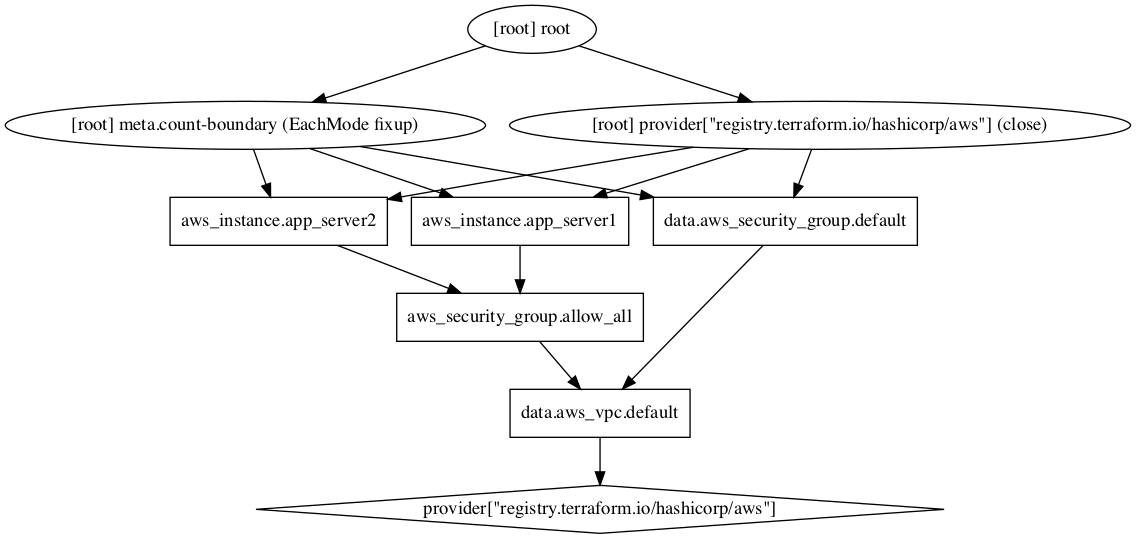 [root] root
[root] meta.count-boundary (EachMode fixup)
[root] provider["registry.terraform.io/hashicorp/aws"] (close)
aws_instance.app_server2
aws_instance.app_server1
data.aws_security_group.default
aws_security_group.allow_all
data.aws_vpc.default
provider["registry.terraform.io/hashicorp/aws"]